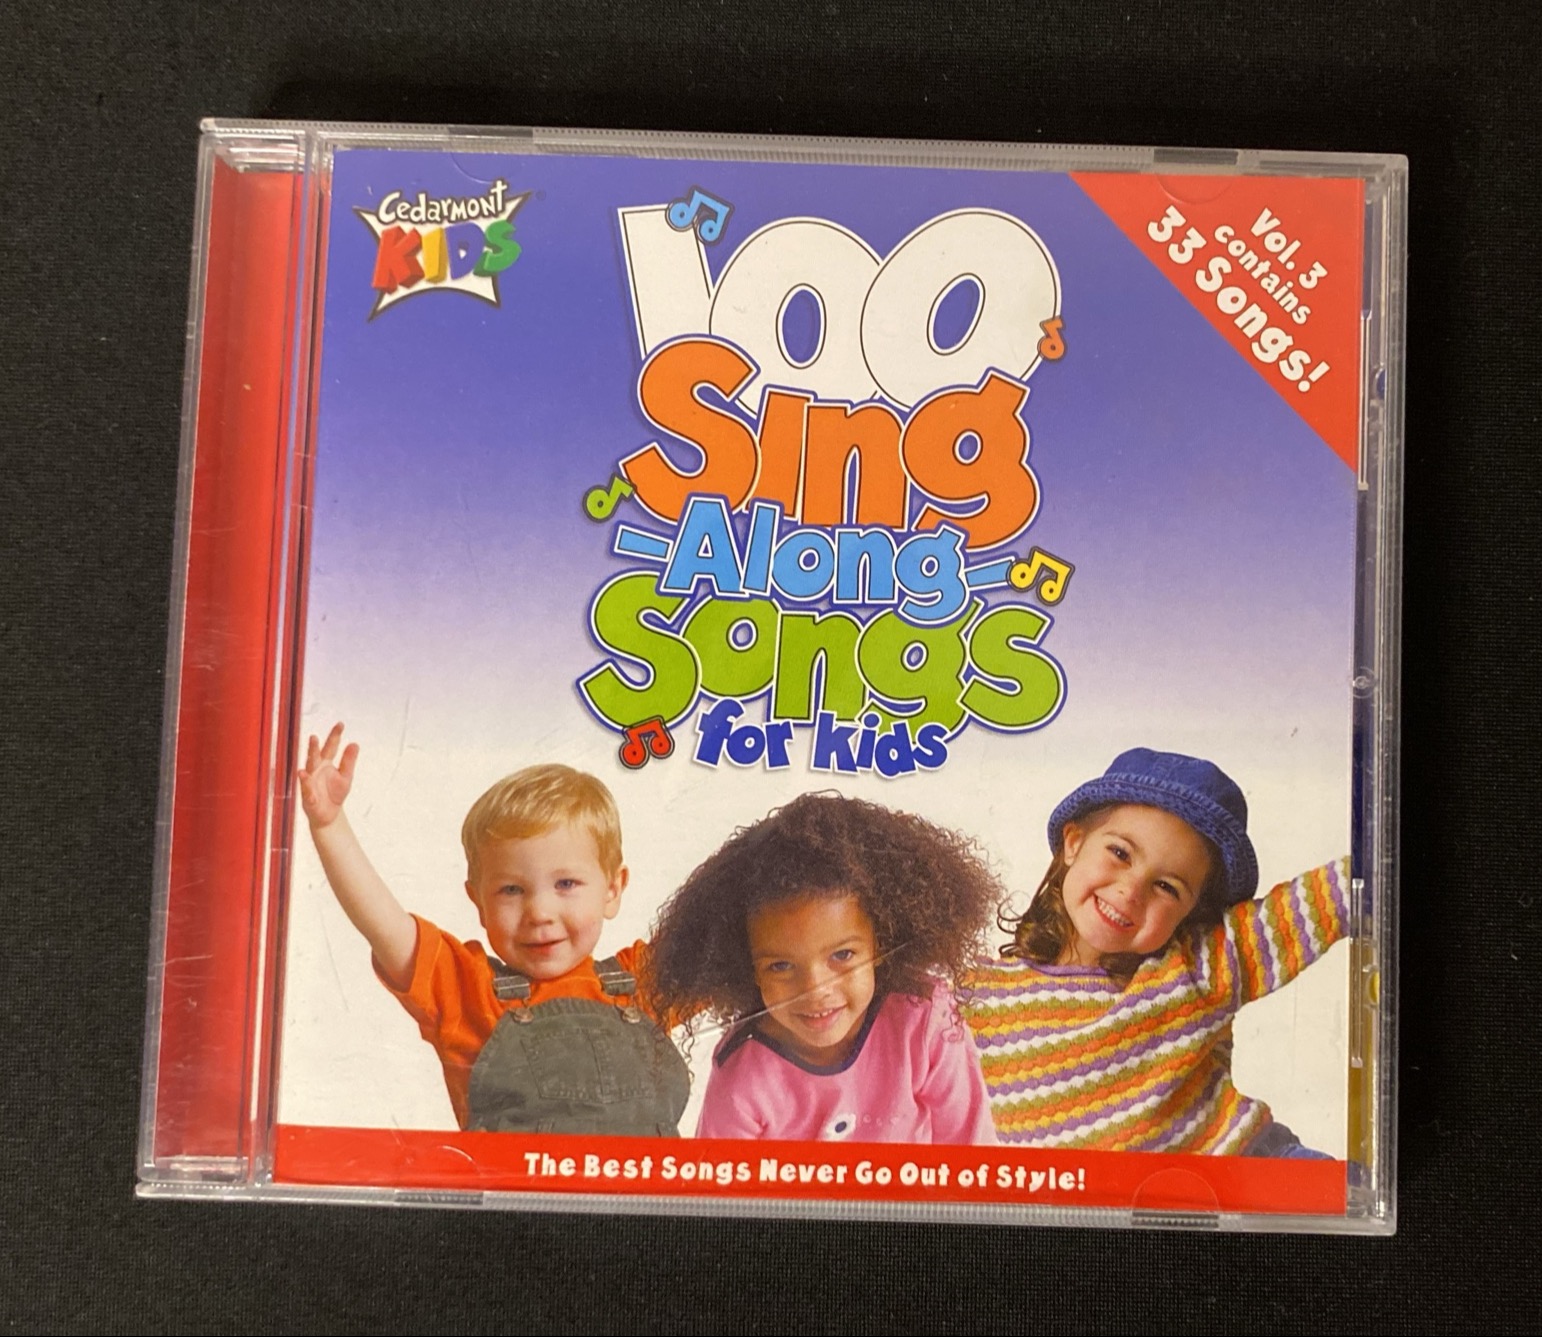 Cedarmont
KIDS
100
Sing
-Along-
Songs
for kids
Vol. 3
contains
33 Songs!
The Best Songs Never Go Out of Style!